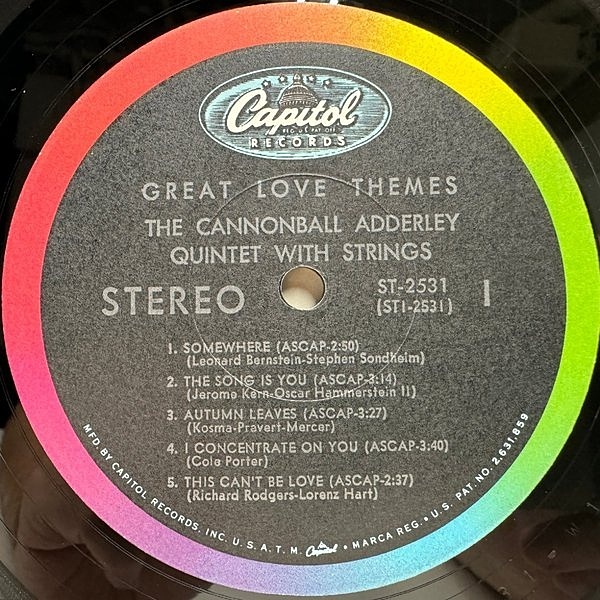 Capitol
REG. U.S. PAT. OFF.
RECORDS
GREAT LOVE THEMES
THE CANNONBALL ADDERLEY
QUINTET WITH STRINGS
STEREO
ST-2531
(ST1-2531)
1
1. SOMEWHERE (ASCAP-2:50)
(Leonard Bernstein-Stephen Sondheim)
2. THE SONG IS YOU (ASCAP-3:14)
(Jerome Kern-Oscar Hammerstein II)
3. AUTUMN LEAVES (ASCAP-3:27)
(Kosma-Pravert-Mercer)
4. I CONCENTRATE ON YOU (ASCAP-3:40)
(Cole Porter)
5. THIS CAN'T BE LOVE (ASCAP-2:37)
(Richard Rodgers-Lorenz Hart)
MFD. BY CAPITOL RECORDS, INC. U. S. A. T. M. Capitol • MARCA REG. • U. S. PAT. NO. 2,631,859